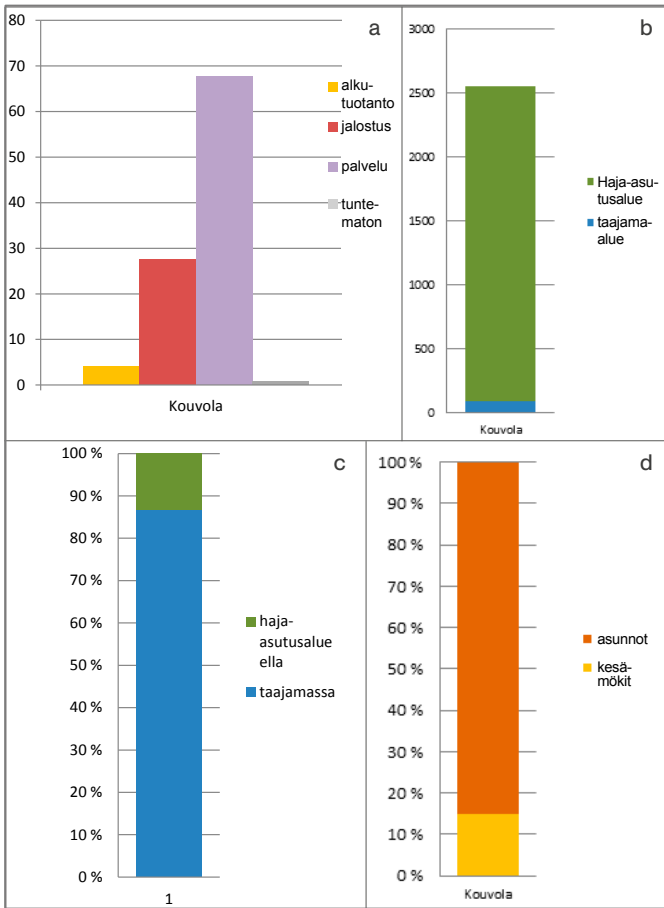 a
80
70
60
50
40
30
20
10
0
alku-
tuotanto
jalostus
palvelu
tunte-
maton
Kouvola
b
3000
2500
2000
1500
1000
500
0
Haja-asu-
tusalue
taajama-
alue
Kouvola
c
100 %
90 %
80 %
70 %
60 %
50 %
40 %
30 %
20 %
10 %
0 %
haja-
asutusalue
ella
taajamassa
1
d
100 %
90 %
80 %
70 %
60 %
50 %
40 %
30 %
20 %
10 %
0 %
asunnot
kesä-
mökit
Kouvola